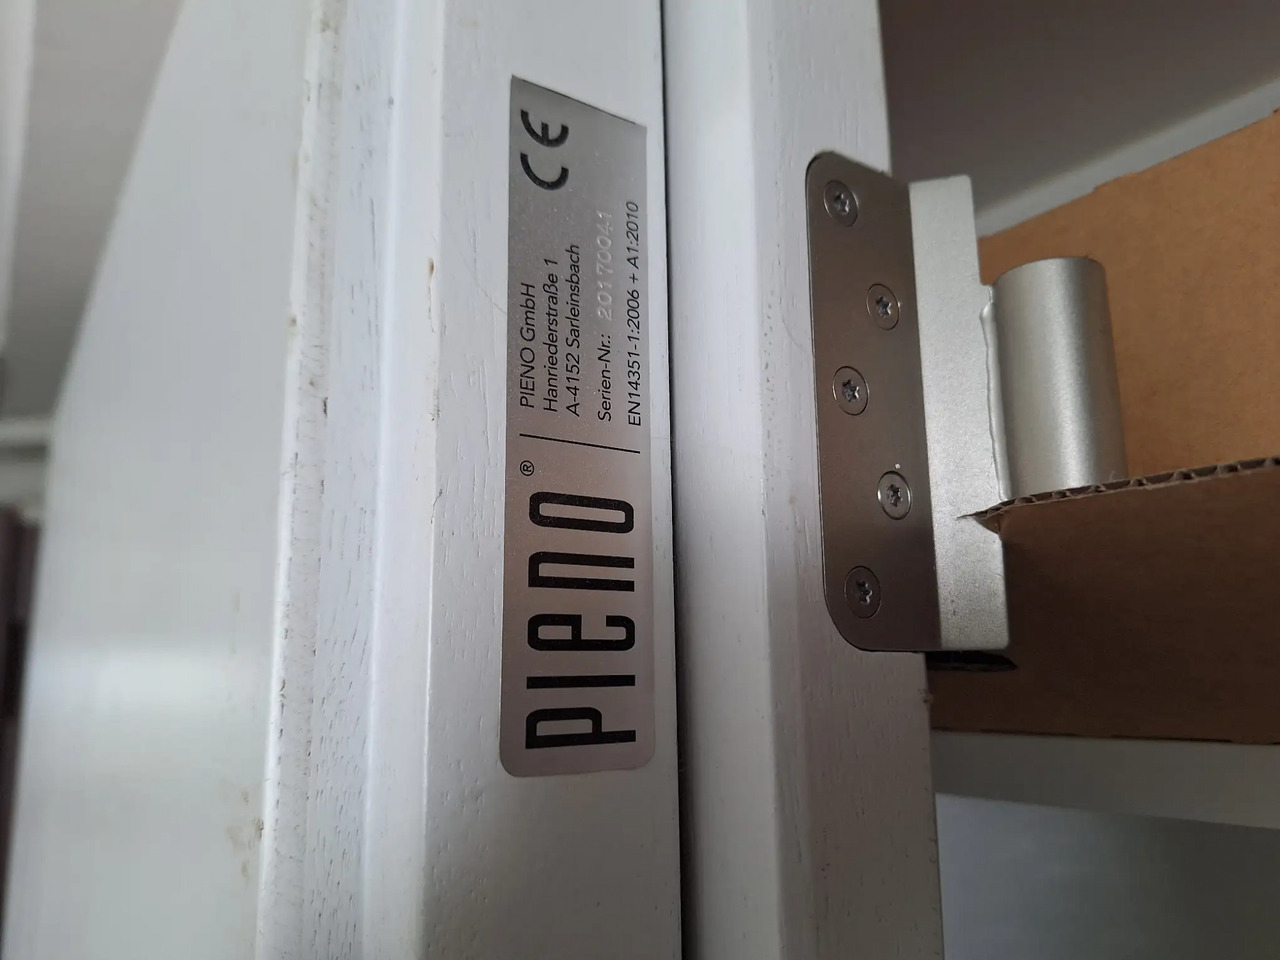 PIENO®
PIENO GmbH
Hanriederstraße 1
A-4152 Sarleinsbach
Serien-Nr.: 20170041
EN14351-1:2006 + A1:2010
CE